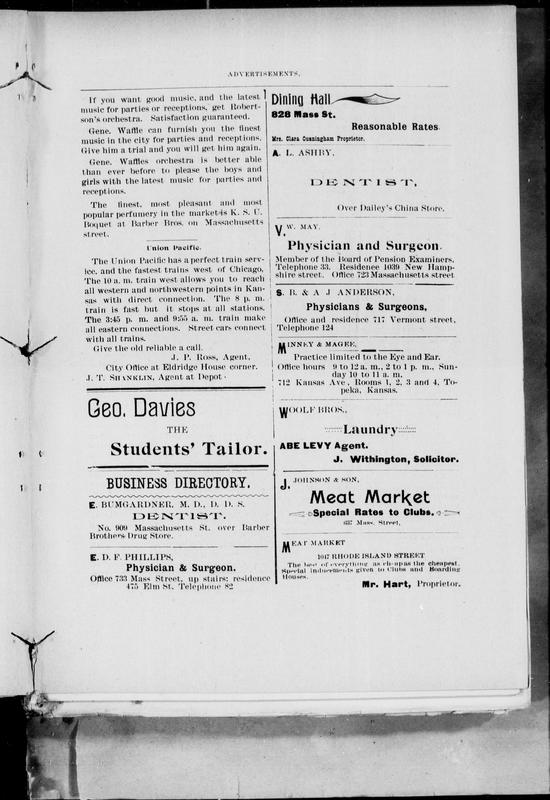 ADVERTISEMENTS.
If you want good music, and the latest
music for parties or receptions, get Robert-
son's orchestra. Satisfaction guaranteed.
Gene. Waffle can furnish you the finest
music in the city for parties and receptions.
Give him a trial and you will get him again.
Gene. Waffles orchestra is better able
than ever before to please the boys and
girls with the latest music for parties and
receptions.
The finest, most pleasant and most
popular perfumery in the market is K. S. U.
Boquet at Barber Bros. on Massachusetts
street.
Union Pacific.
The Union Pacific has a perfect train serv-
ice, and the fastest trains west of Chicago,
The 10 a. m. train west allows you to reach
all western and northwestern points in Kan-
sas with direct connection. The 8 p. m.
train is fast but it stops at all stations.
The 3:45 p. m. and 9:55 a. m. train make
all eastern connections. Street cars connect
with all trains.
Give the old reliable a call.
J. P. Ross, Agent,
City Office at Eldridge House corner.
J. T. SHANKLIN, Agent at Depot.
Geo. Davies
THE
Students' Tailor.
BUSINESS DIRECTORY,
E. BUMGARDNER, M. D., D. D. S.
DENTIST,
No. 909 Massachusetts St. over Barber
Brothers Drug Store.
E. D. F. PHILLIPS,
Physician & Surgeon.
Office 733 Mass Street, up stairs; residence
475 Elm St. Telephone 82
Dining Hall
828 Mass St.
Reasonable Rates
Mrs. Clara Cunningham Proprietor.
A. L. ASHBY,
DENTIST,
Over Dailey's China Store.
V. W. MAY,
Physician and Surgeon.
Member of the Board of Pension Examiners,
Telephone 33. Residence 1039 New Hamp-
shire street. Office 723 Massachusetts street
S. B. & A J ANDERSON,
Physicians & Surgeons,
Office and residence 717 Vermont street,
Telephone 124
MINNEY & MAGEE,
Practice limited to the Eye and Ear.
Office hours 9 to 12 a. m., 2 to 1 p. m., Sun-
day 10 to 11 a. m.
712 Kansas Ave, Rooms 1, 2, 3 and 4, To-
peka, Kansas.
WOOLF BROS.,
Laundry
ABE LEVY Agent.
J. Withington, Solicitor.
J. JOHNSON & SON,
Meat Market
Special Rates to Clubs.
Mass. Street,
MEAT MARKET
1047 RHODE ISLAND STREET
The best of everything as cheap as the cheapest.
Special inducements given to Clubs and Boarding
Houses.
Mr. Hart, Proprietor.